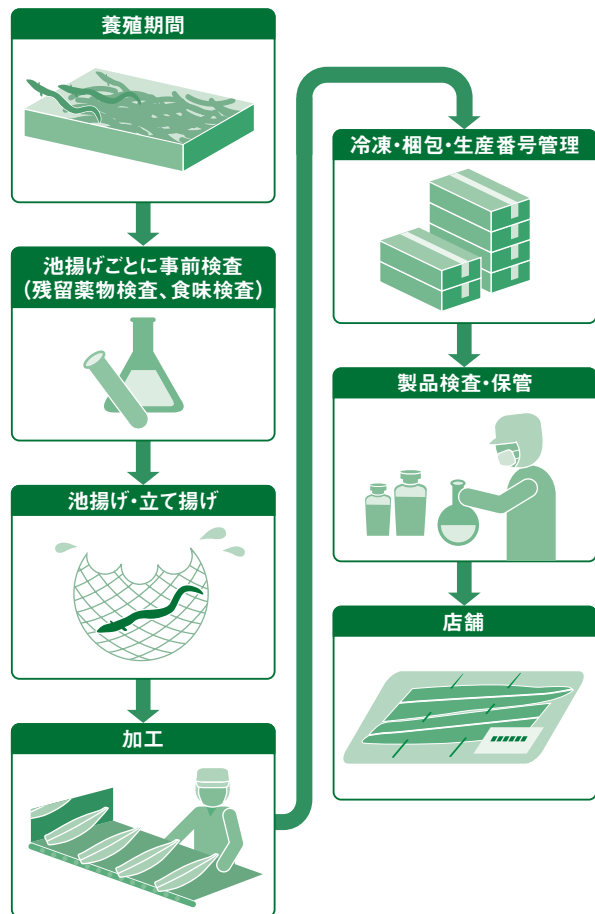 養殖期間
池揚げごとに事前検査
(残留薬物検査、食味検査)
池揚げ・立て揚げ
加工
冷凍・梱包・生産番号管理
製品検査・保管
店舗